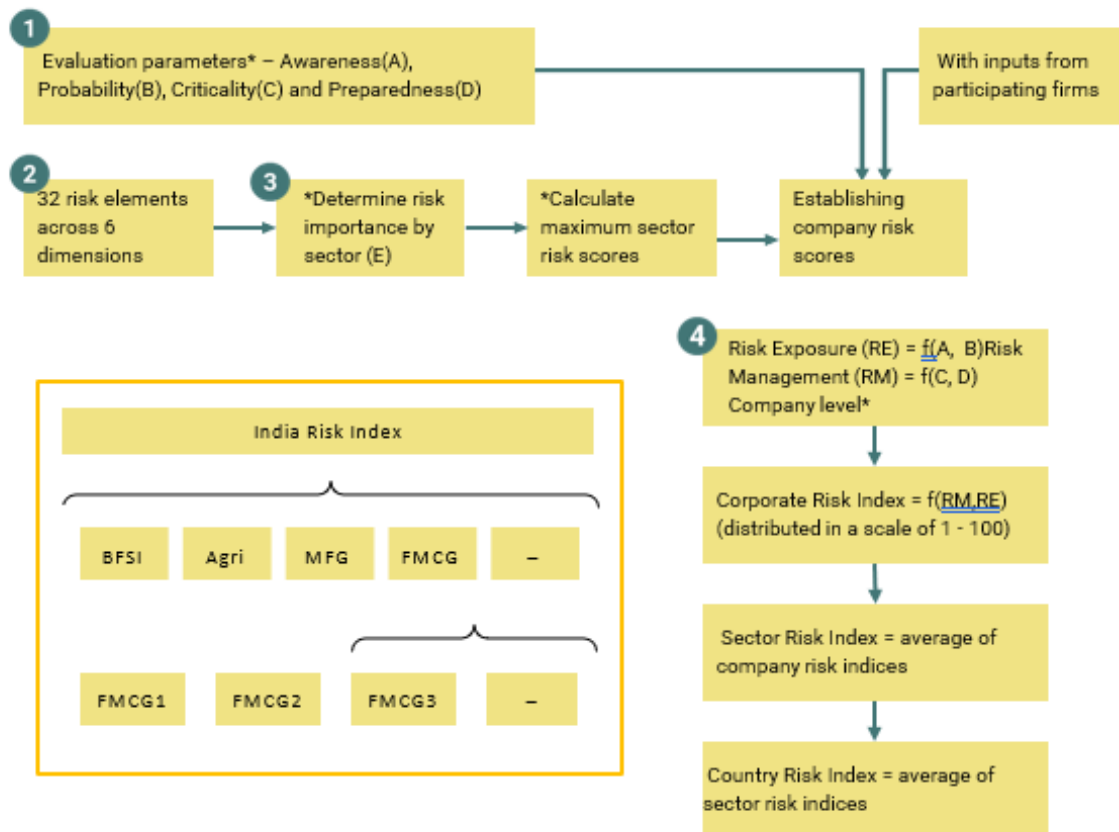 1
Evaluation parameters* – Awareness(A),
Probability(B), Criticality(C) and Preparedness(D)
With inputs from
participating firms
2
32 risk elements
across 6
dimensions
3
*Determine risk
importance by
sector (E)
*Calculate
maximum sector
risk scores
Establishing
company risk
scores
4
Risk Exposure (RE) = f(A, B)Risk
Management (RM) = f(C, D)
Company level*
Corporate Risk Index = f(RM,RE)
(distributed in a scale of 1 - 100)
Sector Risk Index = average of
company risk indices
Country Risk Index = average of
sector risk indices
India Risk Index
BFSI Agri MFG FMCG –
FMCG1 FMCG2 FMCG3 –